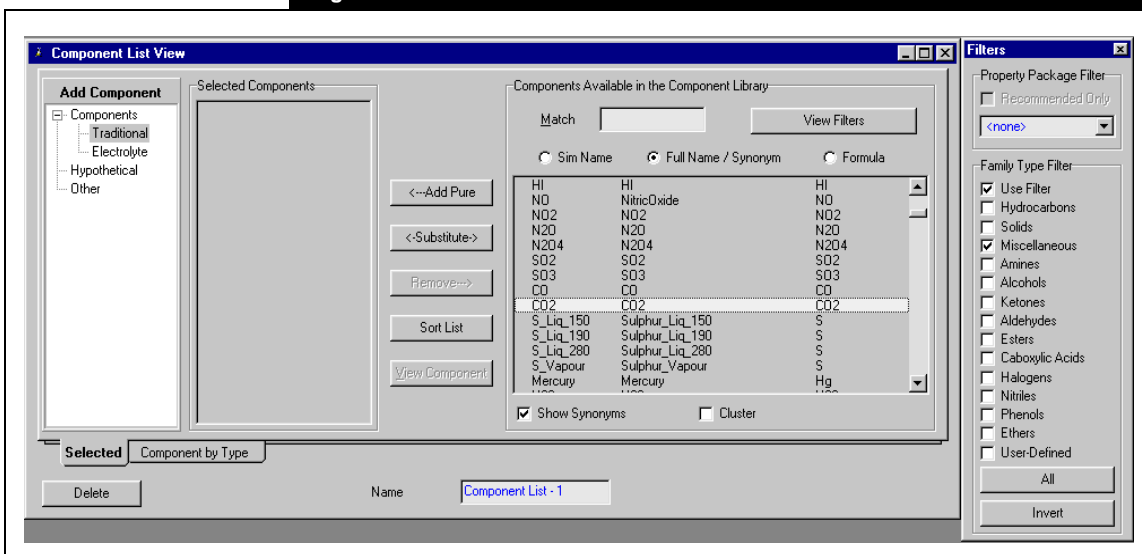 Component List View
Add Component
Components
Traditional
Electrolyte
Hypothetical
Other
Selected Components
<---Add Pure
<-Substitute->
Remove--->
Sort List
View Component
Components Available in the Component Library
Match
View Filters
Sim Name Full Name / Synonym Formula
HI HI HI
NO NitricOxide NO
NO2 NO2 NO2
N2O N2O N2O
N2O4 N2O4 N2O4
SO2 SO2 SO2
SO3 SO3 SO3
CO CO CO
CO2 CO2 CO2
S_Liq_150 Sulphur_Liq_150 S
S_Liq_190 Sulphur_Liq_190 S
S_Liq_280 Sulphur_Liq_280 S
S_Vapour Sulphur_Vapour S
Mercury Mercury Hg
Show Synonyms Cluster
Selected Component by Type
Delete Name Component List - 1
Filters
Property Package Filter
Recommended Only
<none>
Family Type Filter
Use Filter
Hydrocarbons
Solids
Miscellaneous
Amines
Alcohols
Ketones
Aldehydes
Esters
Caboxylic Acids
Halogens
Nitriles
Phenols
Ethers
User-Defined
All
Invert